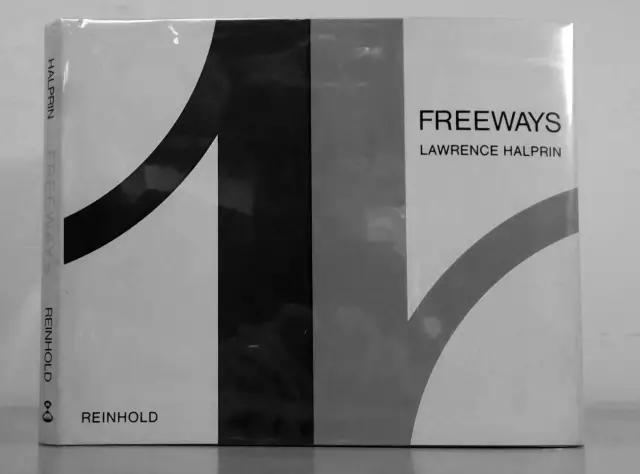 HALPRIN
FREEWAYS
REINHOLD
FREEWAYS
LAWRENCE HALPRIN
REINHOLD